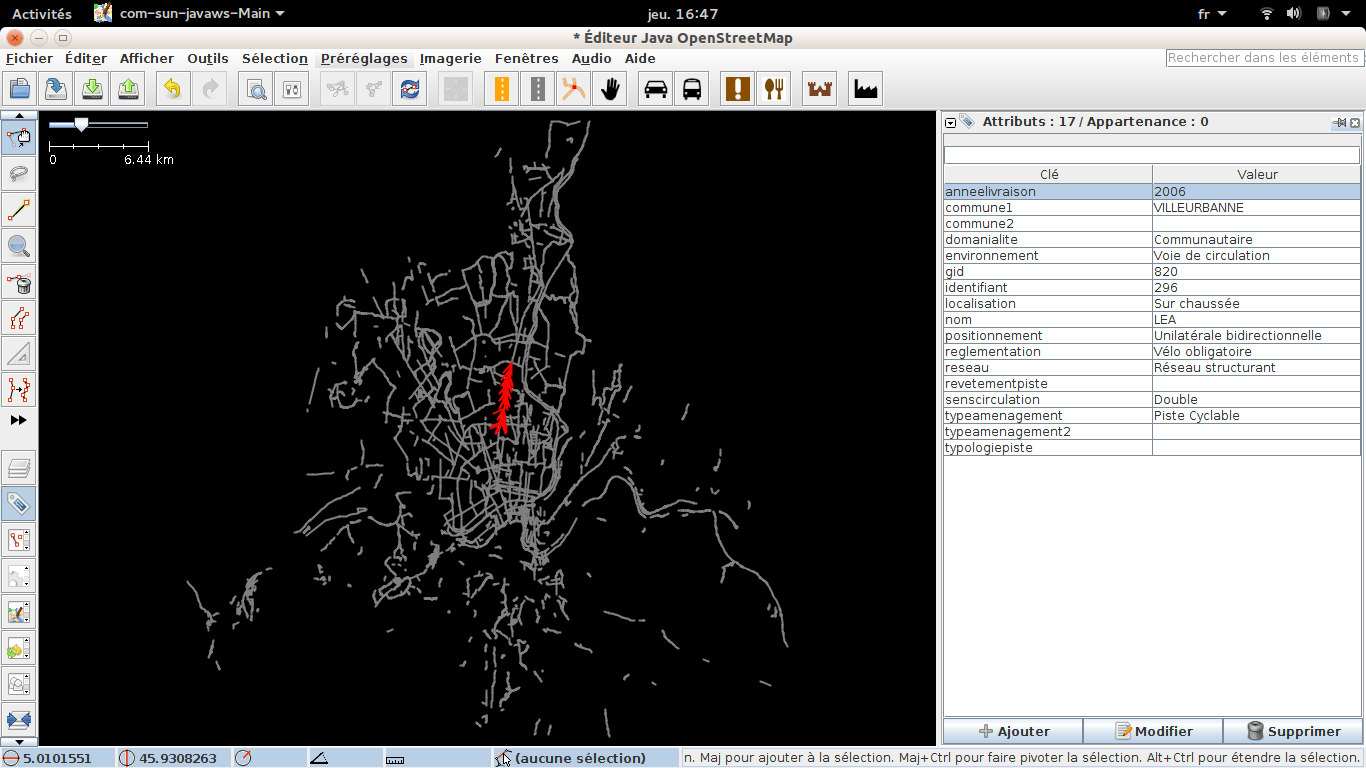 Activités com-sun-javaws-Main jeu. 16:47 fr
* Éditeur Java OpenStreetMap
Fichier Éditer Afficher Outils Sélection Préréglages Imagerie Fenêtres Audio Aide Rechercher dans les éléments
0 6.44 km
Attributs : 17 / Appartenance : 0
Clé Valeur
anneelivraison 2006
commune1 VILLEURBANNE
commune2
domanialite Communautaire
environnement Voie de circulation
gid 820
identifiant 296
localisation Sur chaussée
nom LEA
positionnement Unilatérale bidirectionnelle
reglementation Vélo obligatoire
reseau Réseau structurant
revetementpiste
senscirculation Double
typeamenagement Piste Cyclable
typeamenagement2
typologiepiste
Ajouter Modifier Supprimer
5.0101551 45.9308263 (aucune sélection) n. Maj pour ajouter à la sélection. Maj+Ctrl pour faire pivoter la sélection. Alt+Ctrl pour étendre la sélection.